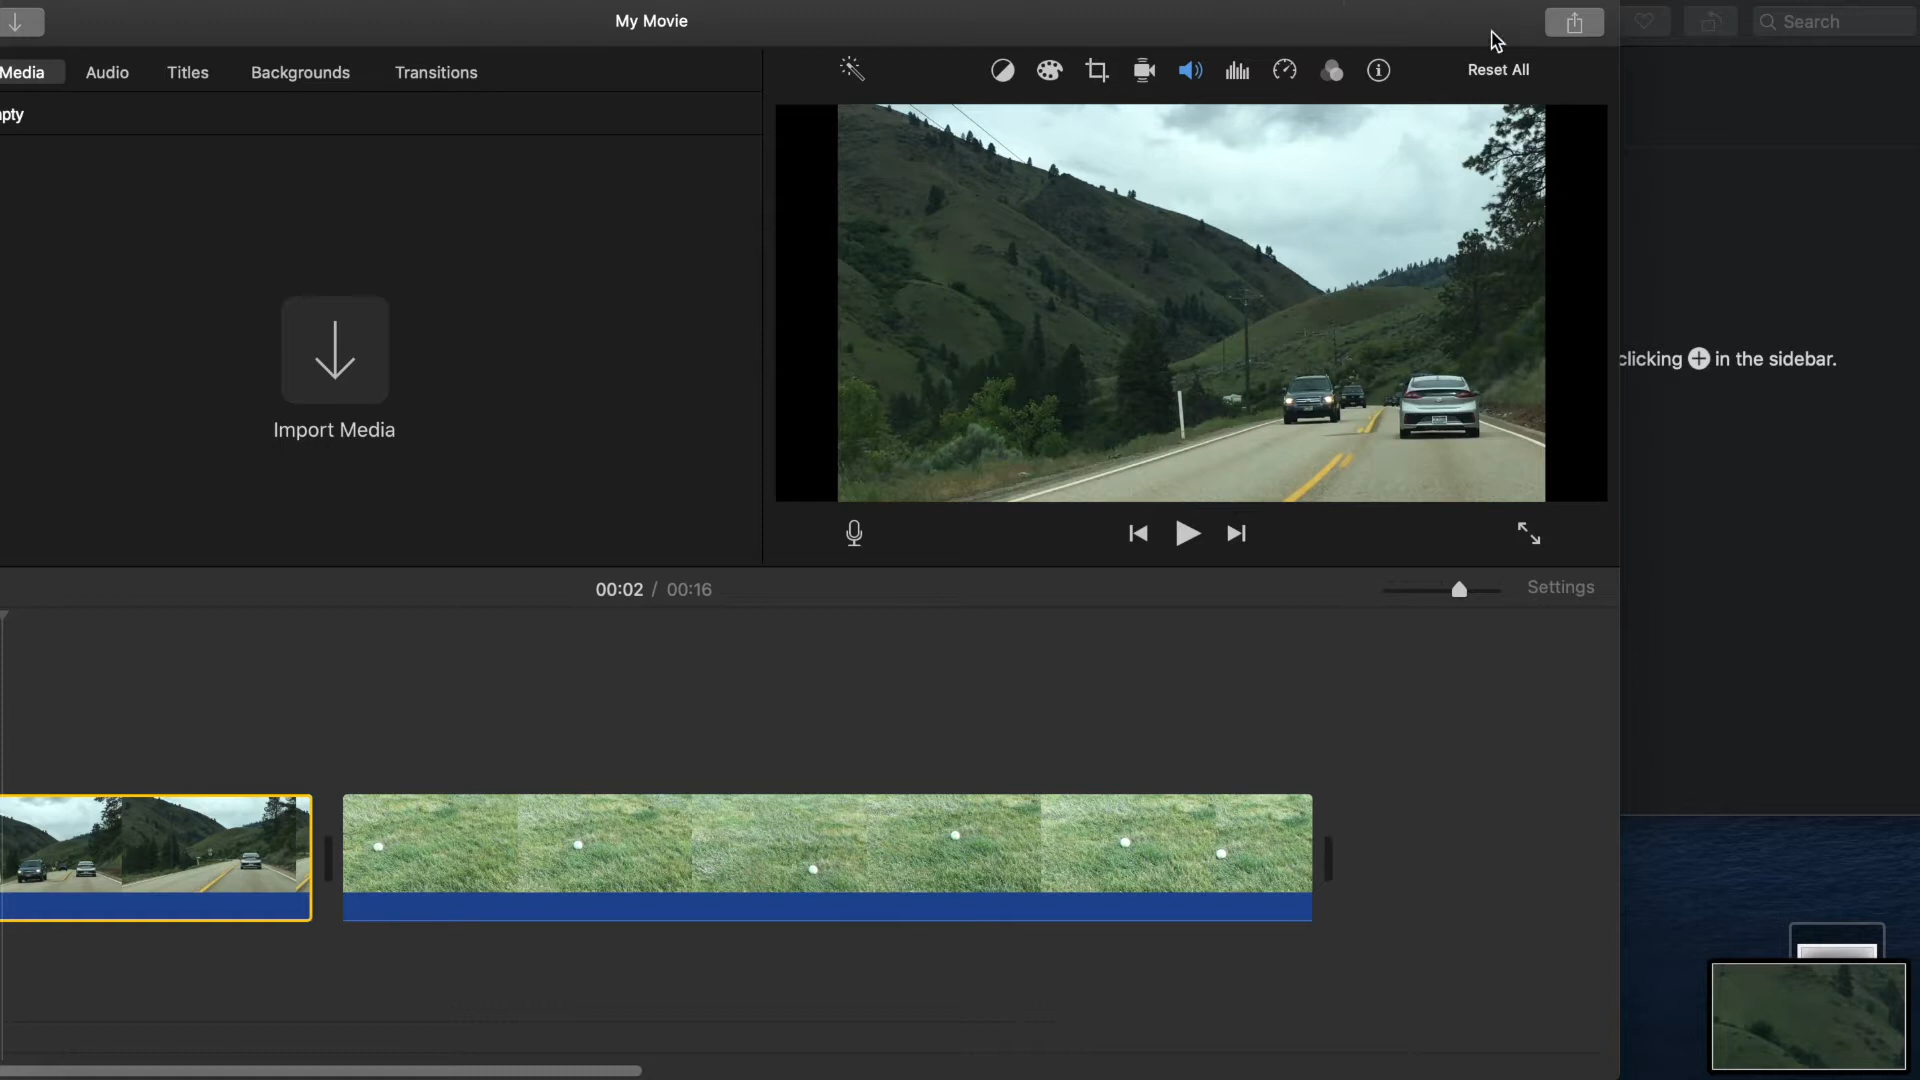 My Movie
Search
Media
Audio
Titles
Backgrounds
Transitions
Reset All
pty
Import Media
clicking in the sidebar.
00:02 / 00:16
Settings